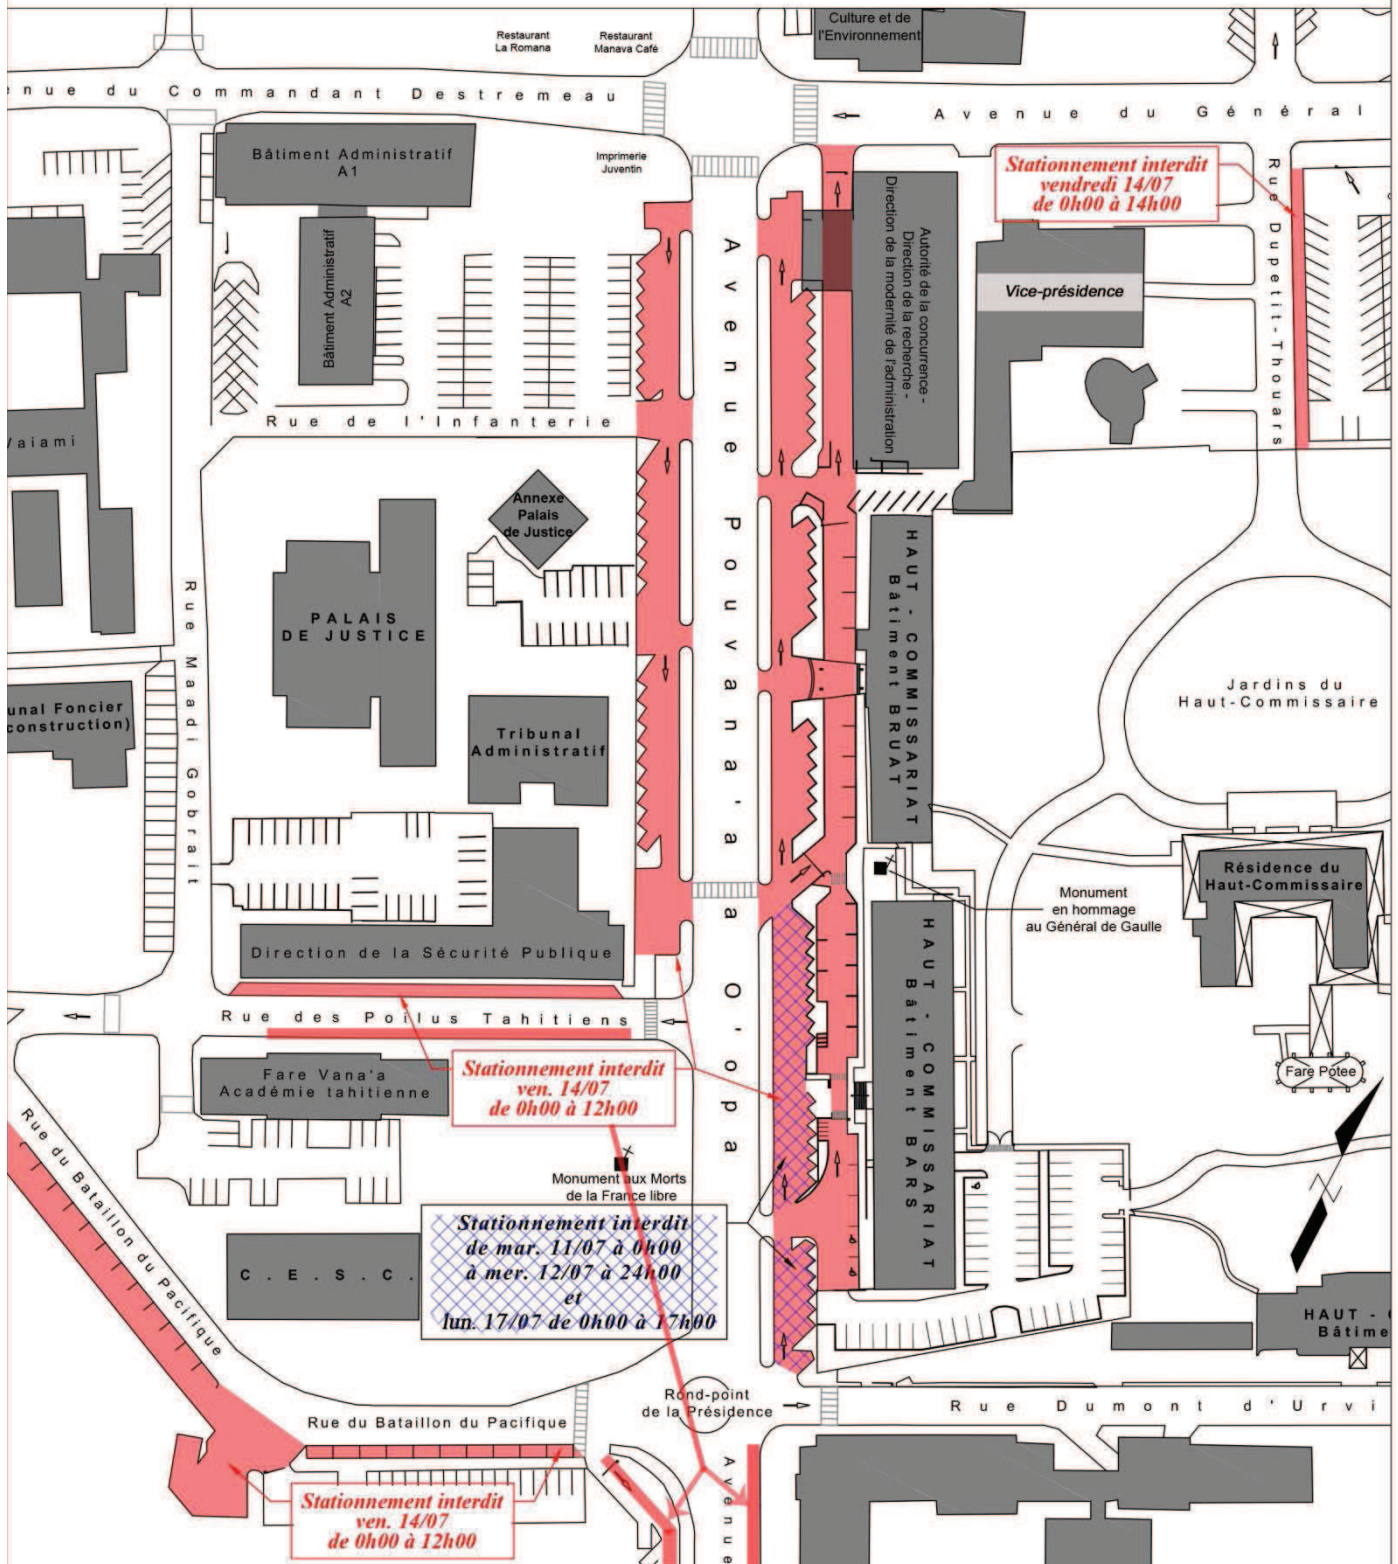 Culture et de
l'Environnement
Restaurant
La Romana
Restaurant
Manava Café
enue du Commandant Destremeau
Avenue du Général
Bâtiment Administratif
A1
Imprimerie
Juventin
Stationnement interdit
vendredi 14/07
de 0h00 à 14h00
Rue Dupetit-Thouars
Bâtiment Administratif
A2
Autorité de la concurrence -
Direction de la recherche -
Direction de la modernité de l'administration
Vice-présidence
Avenue Pouvana'a a O'opa
Rue de l'Infanterie
Vaiami
Annexe
Palais
de Justice
PALAIS
DE JUSTICE
HAUT - COMMISSARIAT
Bâtiment BRUAT
Rue Maadi Gobrait
Jardins du
Haut-Commissaire
unal Foncier
construction)
Tribunal
Administratif
Résidence du
Haut-Commissaire
Monument
en hommage
au Général de Gaulle
Direction de la Sécurité Publique
HAUT - COMMISSARIAT
Bâtiment BARS
Rue des Poilus Tahitiens
Stationnement interdit
ven. 14/07
de 0h00 à 12h00
Fare Vana'a
Académie tahitienne
Fare Potee
Rue du Bataillon du Pacifique
Monument aux Morts
de la France libre
Stationnement interdit
de mar. 11/07 à 0h00
à mer. 12/07 à 24h00
et
lun. 17/07 de 0h00 à 17h00
C.E.S.C.
HAUT - 
Bâtime
Rond-point
de la Présidence
Rue Dumont d'Urvi
Rue du Bataillon du Pacifique
Avenue
Stationnement interdit
ven. 14/07
de 0h00 à 12h00